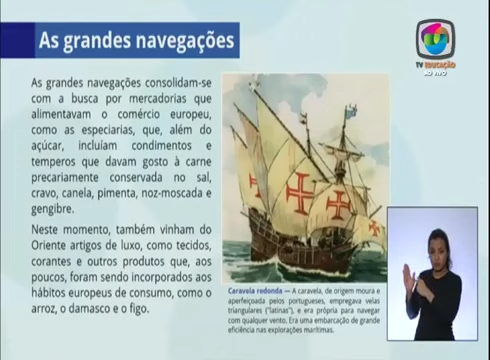 As grandes navegações
TV EDUCAÇÃO
AO VIVO
As grandes navegações consolidam-se
com a busca por mercadorias que
alimentavam o comércio europeu,
como as especiarias, que, além do
açúcar, incluíam condimentos e
temperos que davam gosto à carne
precariamente conservada no sal,
cravo, canela, pimenta, noz-moscada e
gengibre.
Neste momento, também vinham do
Oriente artigos de luxo, como tecidos,
corantes e outros produtos que, aos
poucos, foram sendo incorporados aos
hábitos europeus de consumo, como o
arroz, o damasco e o figo.
Caravela redonda — A caravela, de origem moura e
aperfeiçoada pelos portugueses, empregava velas
triangulares ("latinas"), e era própria para navegar
com qualquer vento. Era uma embarcação de grande
eficiência nas explorações marítimas.